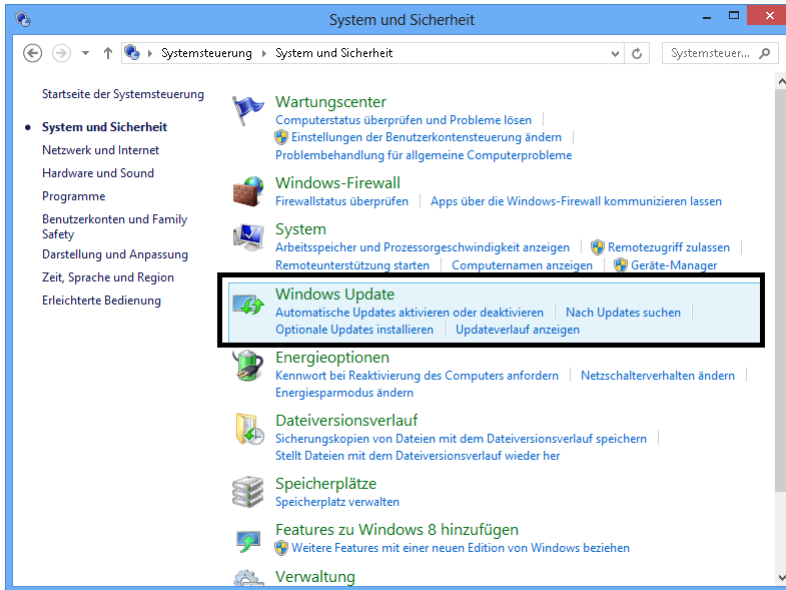 System und Sicherheit
Systemsteuerung System und Sicherheit Systemsteuer...
Startseite der Systemsteuerung
System und Sicherheit
Netzwerk und Internet
Hardware und Sound
Programme
Benutzerkonten und Family
Safety
Darstellung und Anpassung
Zeit, Sprache und Region
Erleichterte Bedienung
Wartungscenter
Computerstatus überprüfen und Probleme lösen
Einstellungen der Benutzerkontensteuerung ändern
Problembehandlung für allgemeine Computerprobleme
Windows-Firewall
Firewallstatus überprüfen Apps über die Windows-Firewall kommunizieren lassen
System
Arbeitsspeicher und Prozessorgeschwindigkeit anzeigen Remotezugriff zulassen
Remoteunterstützung starten Computernamen anzeigen Geräte-Manager
Windows Update
Automatische Updates aktivieren oder deaktivieren Nach Updates suchen
Optionale Updates installieren Updateverlauf anzeigen
Energieoptionen
Kennwort bei Reaktivierung des Computers anfordern Netzschalterverhalten ändern
Energiesparmodus ändern
Dateiversionsverlauf
Sicherungskopien von Dateien mit dem Dateiversionsverlauf speichern
Stellt Dateien mit dem Dateiversionsverlauf wieder her
Speicherplätze
Speicherplatz verwalten
Features zu Windows 8 hinzufügen
Weitere Features mit einer neuen Edition von Windows beziehen
Verwaltung